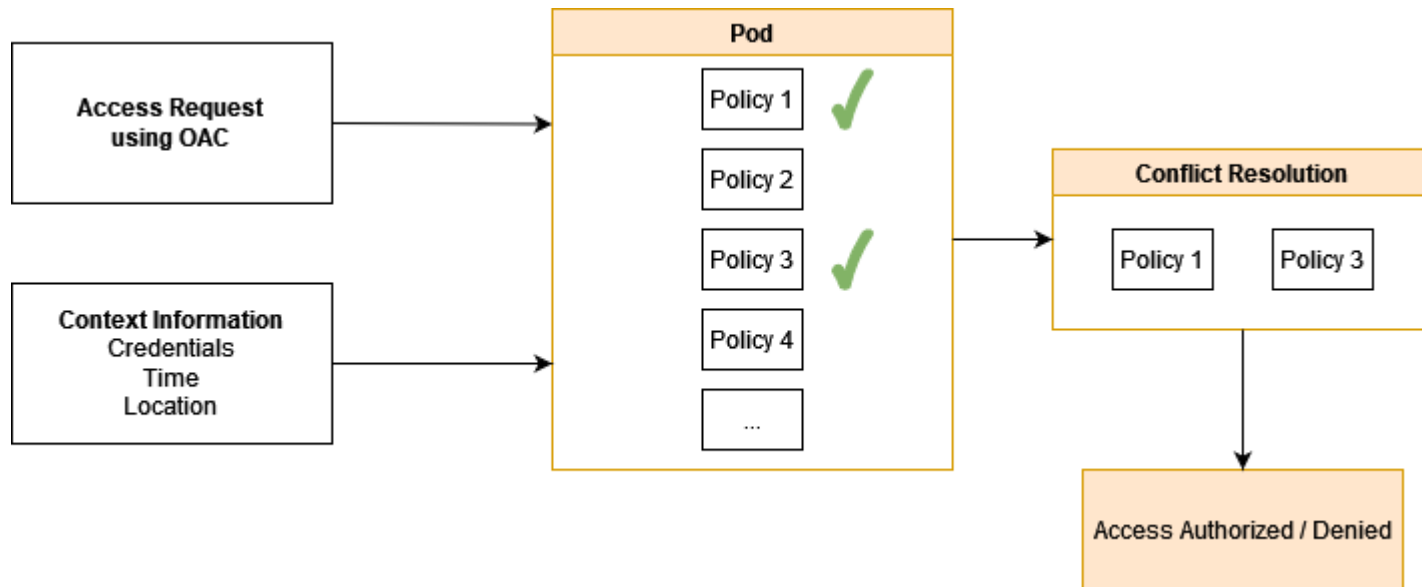 Access Request
using OAC
Context Information
Credentials
Time
Location
Pod
Policy 1
Policy 2
Policy 3
Policy 4
...
Conflict Resolution
Policy 1
Policy 3
Access Authorized / Denied